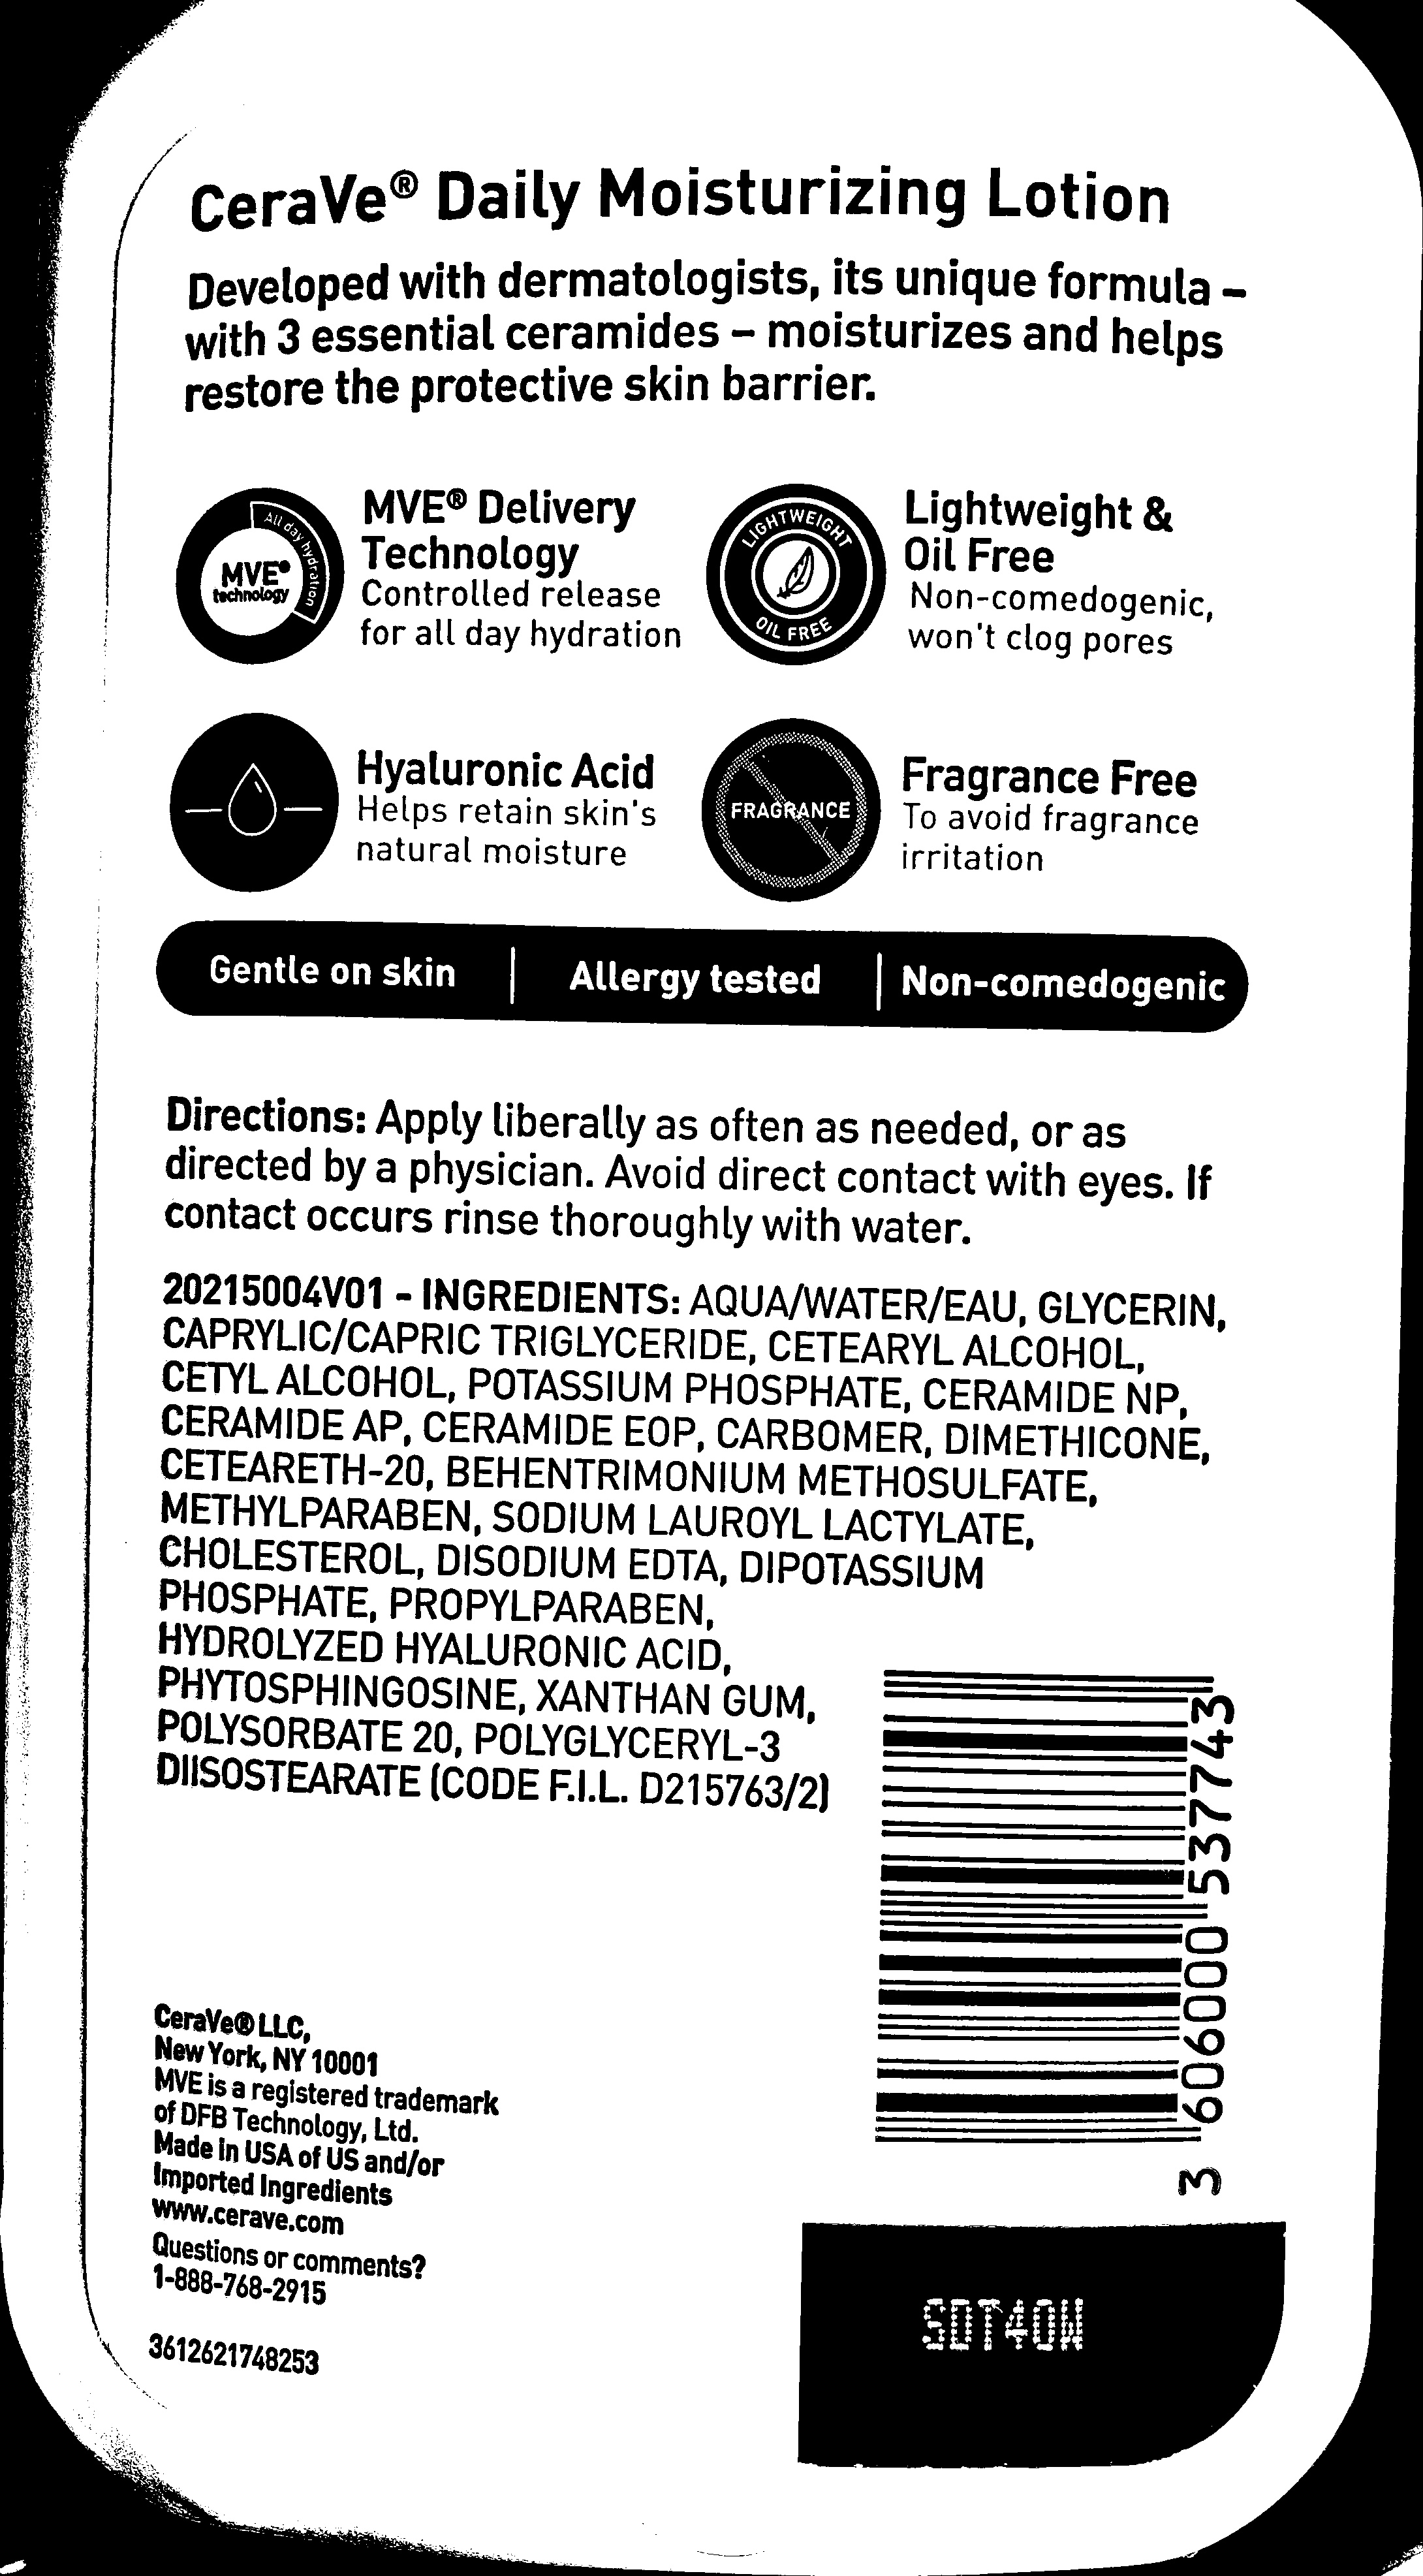 CeraVe® Daily Moisturizing Lotion
Developed with dermatologists, its unique formula –
with 3 essential ceramides – moisturizes and helps
restore the protective skin barrier.
All day hydration
MVE®
technology
MVE® Delivery
Technology
Controlled release
for all day hydration
LIGHTWEIGHT
OIL FREE
Lightweight &
Oil Free
Non-comedogenic,
won't clog pores
Hyaluronic Acid
Helps retain skin's
natural moisture
FRAGRANCE
Fragrance Free
To avoid fragrance
irritation
Gentle on skin | Allergy tested | Non-comedogenic
Directions: Apply liberally as often as needed, or as
directed by a physician. Avoid direct contact with eyes. If
contact occurs rinse thoroughly with water.
20215004V01 - INGREDIENTS: AQUA/WATER/EAU, GLYCERIN,
CAPRYLIC/CAPRIC TRIGLYCERIDE, CETEARYL ALCOHOL,
CETYL ALCOHOL, POTASSIUM PHOSPHATE, CERAMIDE NP,
CERAMIDE AP, CERAMIDE EOP, CARBOMER, DIMETHICONE,
CETEARETH-20, BEHENTRIMONIUM METHOSULFATE,
METHYLPARABEN, SODIUM LAUROYL LACTYLATE,
CHOLESTEROL, DISODIUM EDTA, DIPOTASSIUM
PHOSPHATE, PROPYLPARABEN,
HYDROLYZED HYALURONIC ACID,
PHYTOSPHINGOSINE, XANTHAN GUM,
POLYSORBATE 20, POLYGLYCERYL-3
DIISOSTEARATE (CODE F.I.L. D215763/2)
3 606000 537743
CeraVe® LLC,
New York, NY 10001
MVE is a registered trademark
of DFB Technology, Ltd.
Made in USA of US and/or
Imported Ingredients
www.cerave.com
Questions or comments?
1-888-768-2915
3612621748253
SDT40W